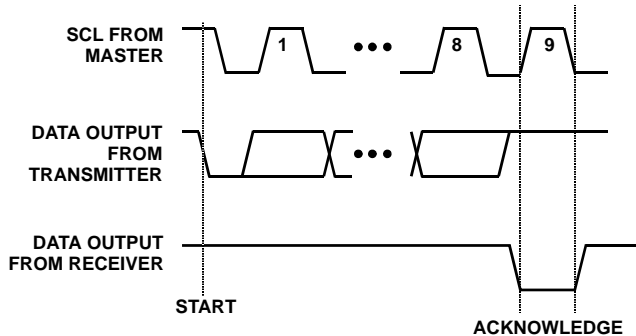 SCL FROM
MASTER
1
8
9
DATA OUTPUT
FROM
TRANSMITTER
DATA OUTPUT
FROM RECEIVER
START
ACKNOWLEDGE